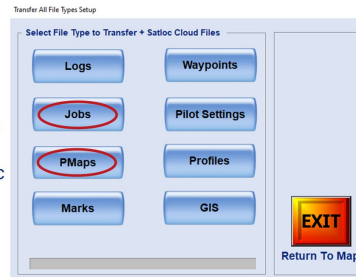 Transfer All File Types Setup
Select File Type to Transfer + Satloc Cloud Files
Logs Waypoints
Jobs Pilot Settings
PMaps Profiles
C
Marks GIS
EXIT
Return To Map